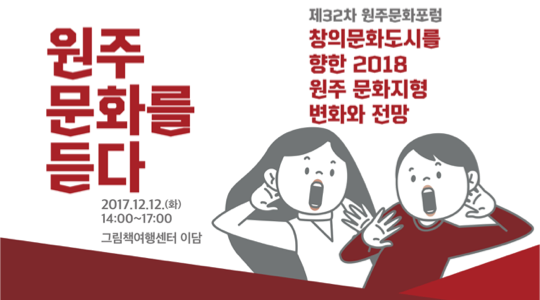 원주
문화를
듣다
2017.12.12.(화)
14:00~17:00
그림책여행센터 이담
제32차 원주문화포럼
창의문화도시를
향한 2018
원주 문화지형
변화와 전망